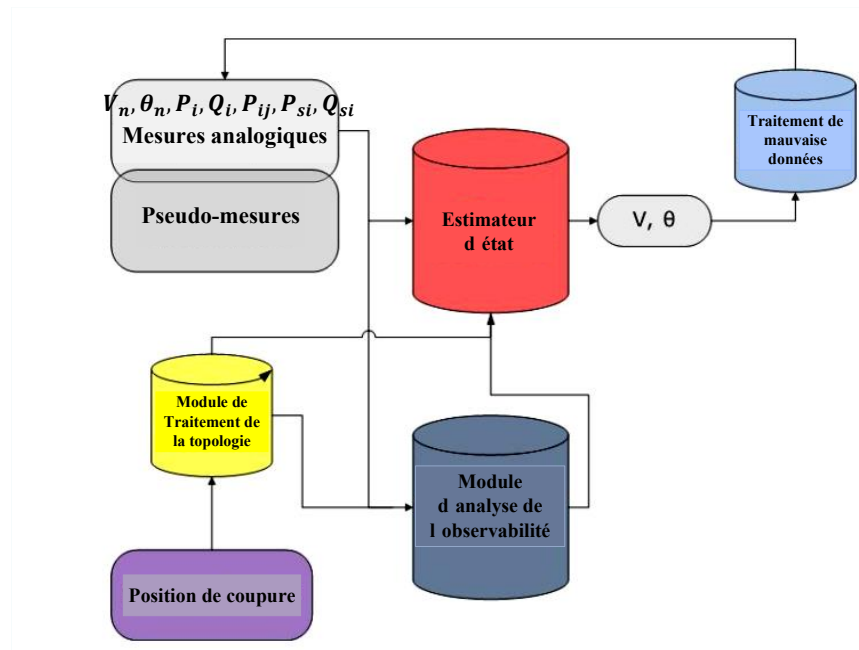 V_n, θ_n, P_i, Q_i, P_ij, P_si, Q_si
Mesures analogiques
Pseudo-mesures
Traitement de
mauvaise
données
Estimateur
d état
V, θ
Module de
Traitement de
la topologie
Module
d analyse de
l observabilité
Position de coupure